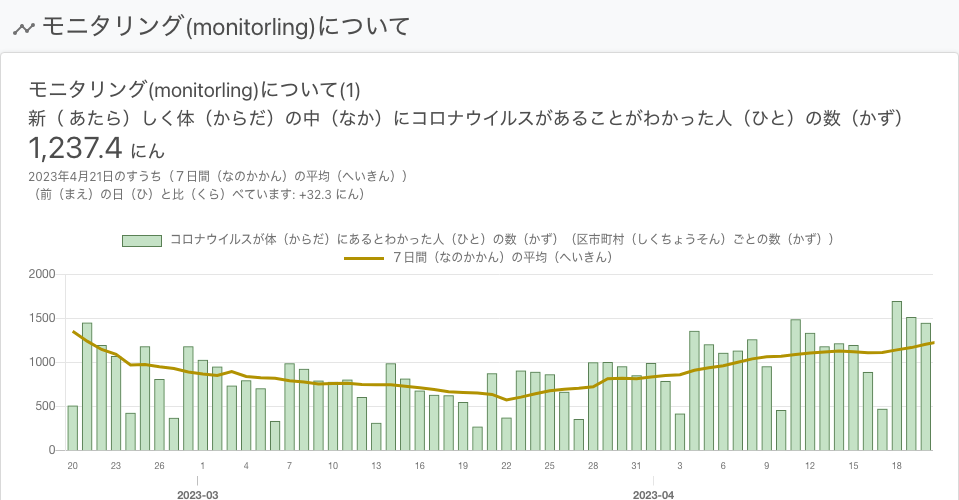 モニタリング(monitorling)について
モニタリング(monitorling)について(1)
新（ あたら）しく体（からだ）の中（なか）にコロナウイルスがあることがわかった人（ひと）の数（かず）
1,237.4 にん
2023年4月21日のすうち（７日間（なのかかん）の平均（へいきん））
（前（まえ）の日（ひ）と比（くら）べています: +32.3 にん）
コロナウイルスが体（からだ）にあるとわかった人（ひと）の数（かず）（区市町村（しくちょうそん）ごとの数（かず））
７日間（なのかかん）の平均（へいきん）
2000
1500
1000
500
0
20 23 26 1 4 7 10 13 16 19 22 25 28 31 3 6 9 12 15 18
2023-03 2023-04